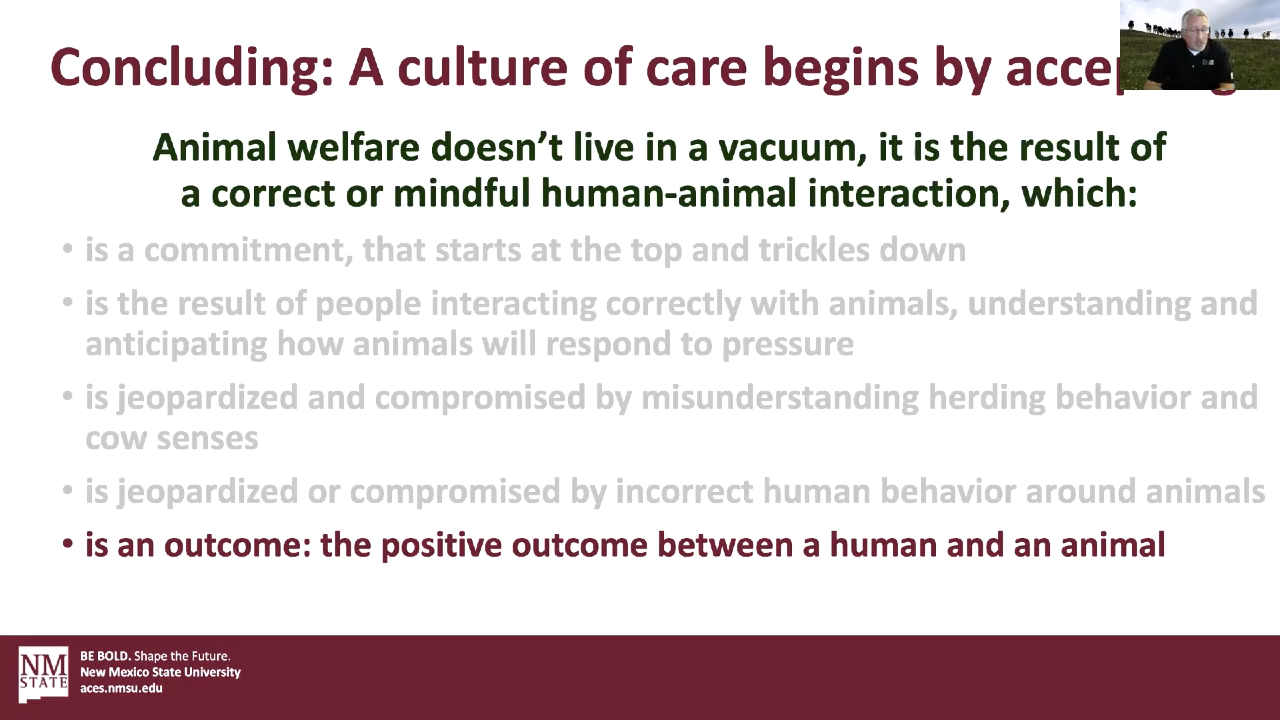 Concluding: A culture of care begins by
Animal welfare doesn't live in a vacuum, it is the result of
a correct or mindful human-animal interaction, which:
• is a commitment, that starts at the top and trickles down
• is the result of people interacting correctly with animals, understanding and
anticipating how animals will respond to pressure
• is jeopardized and compromised by misunderstanding herding behavior and
cow senses
• is jeopardized or compromised by incorrect human behavior around animals
• is an outcome: the positive outcome between a human and an animal
NM
STATE
BE BOLD. Shape the Future.
New Mexico State University
aces.nmsu.edu